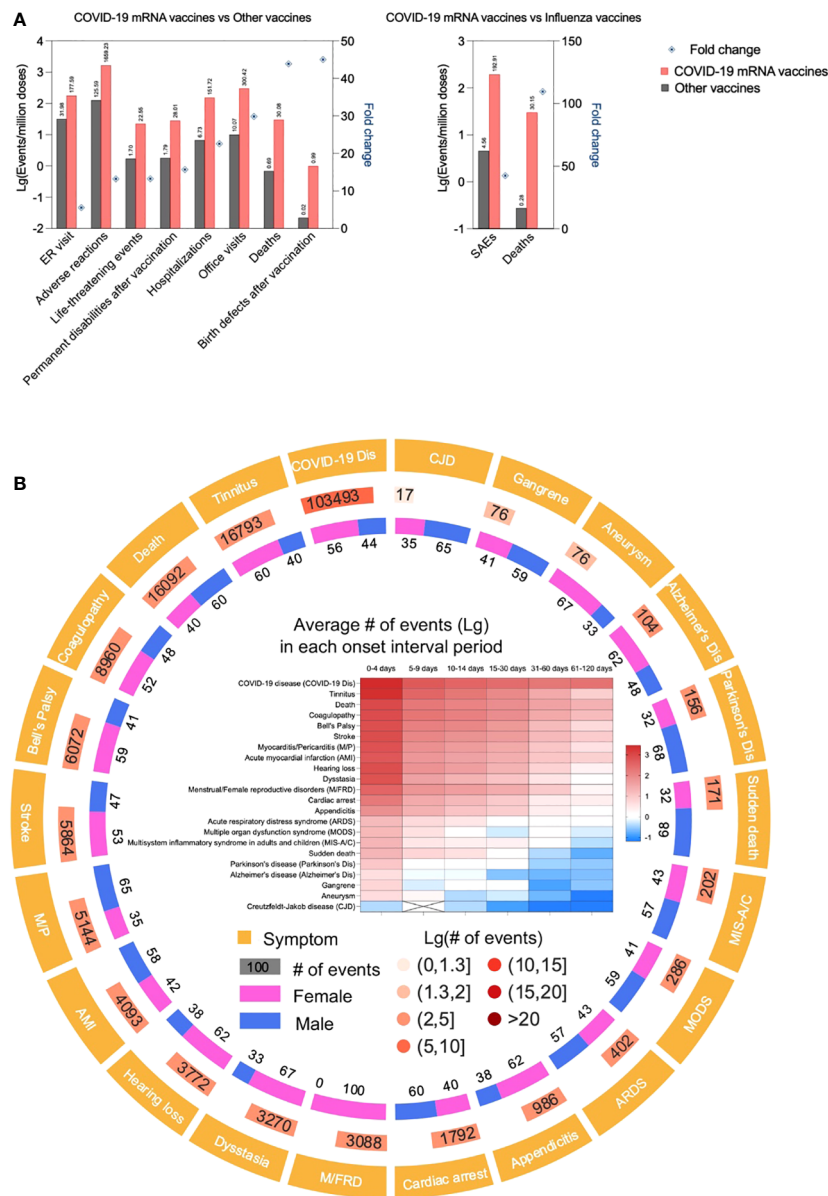 A
COVID-19 mRNA vaccines vs Other vaccines
Lg(Events/million doses)
4
3
2
1
0
-1
-2
31.98
177.59
125.59
1659.23
1.70
22.55
1.79
28.01
6.73
151.72
10.07
300.42
0.69
30.08
0.02
0.99
50
40
30
20
10
0
Fold change
ER visit
Adverse reactions
Life-threatening events
Permanent disabilities after vaccination
Hospitalizations
Office visits
Deaths
Birth defects after vaccination
COVID-19 mRNA vaccines vs Influenza vaccines
Lg(Events/million doses)
3
2
1
0
-1
4.56
192.91
0.28
30.15
150
100
50
0
Fold change
SAEs
Deaths
Fold change
COVID-19 mRNA vaccines
Other vaccines
B
COVID-19 Dis
103493
56 44
CJD
17
35 65
Gangrene
76
41 59
Aneurysm
76
67 33
Alzheimer's Dis
104
62 48
Parkinson's Dis
156
32 68
Sudden death
171
32 68
MIS-A/C
202
43 57
MODS
286
41 59
ARDS
402
43 57
Appendicitis
986
62 38
Cardiac arrest
1792
40 60
M/FRD
3088
100 0
Dysstasia
3270
67 33
Hearing loss
3772
62 38
AMI
4093
42 58
M/P
5144
35 65
Stroke
5864
53 47
Bell's Palsy
6072
59 41
Coagulopathy
8960
52 48
Death
16092
40 60
Tinnitus
16793
60 40
Average # of events (Lg)
in each onset interval period
0-4 days 5-9 days 10-14 days 15-30 days 31-60 days 61-120 days
COVID-19 disease (COVID-19 Dis)
Tinnitus
Death
Coagulopathy
Bell's Palsy
Stroke
Myocarditis/Pericarditis (M/P)
Acute myocardial infarction (AMI)
Hearing loss
Dystasia
Menstrual/Female reproductive disorders (M/FRD)
Cardiac arrest
Appendicitis
Acute respiratory distress syndrome (ARDS)
Multiple organ dysfunction syndrome (MODS)
Multisystem inflammatory syndrome in adults and children (MIS-A/C)
Sudden death
Parkinson's disease (Parkinson's Dis)
Alzheimer's disease (Alzheimer's Dis)
Gangrene
Aneurysm
Creutzfeldt-Jakob disease (CJD)
3
2
1
0
-1
Symptom
100 # of events
Female
Male
Lg(# of events)
(0,1.3]
(1.3,2]
(2,5]
(5,10]
(10,15]
(15,20]
>20